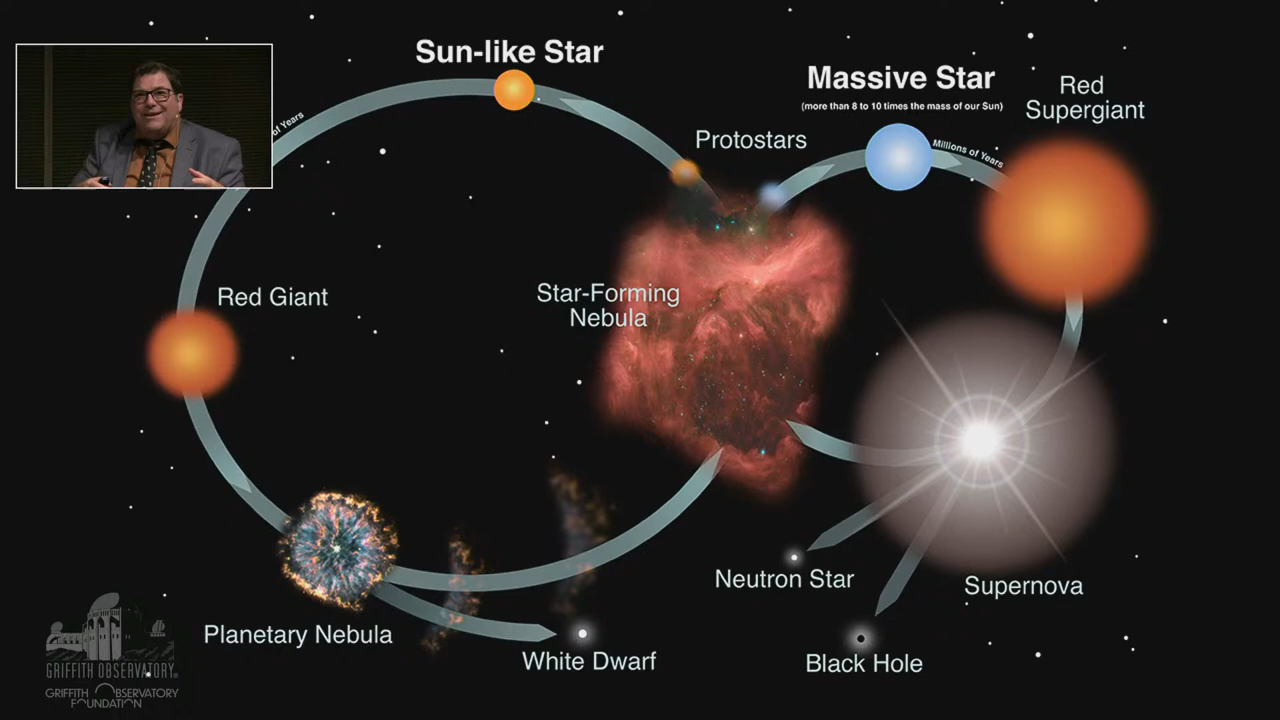 Sun-like Star
Massive Star
(more than 8 to 10 times the mass of our Sun)
Red
Supergiant
Protostars
Millions of Years
of Years
Red Giant
Star-Forming
Nebula
Neutron Star
Supernova
Planetary Nebula
White Dwarf
Black Hole
GRIFFITH OBSERVATORY
GRIFFITH OBSERVATORY
FOUNDATION